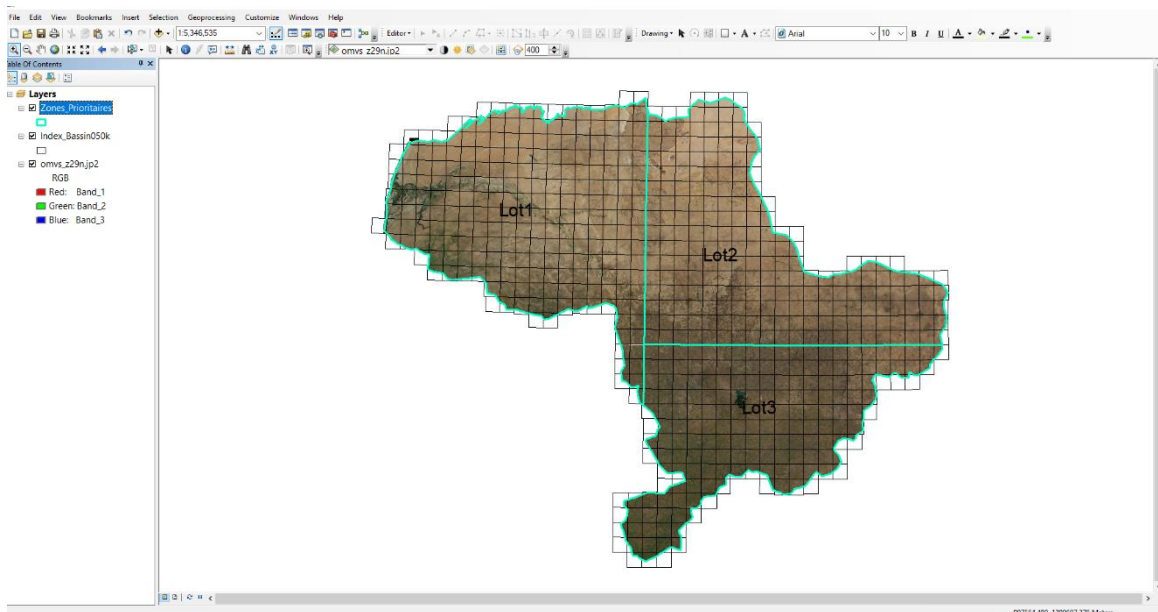 File Edit View Bookmarks Insert Selection Geoprocessing Customize Windows Help
1:5,346,535 Editor Drawing Arial 10 B I U A
omvs_z29n.jp2 400
Table Of Contents
Layers
Zones_Prioritaires
Index_Bassin050k
omvs_z29n.jp2
RGB
Red: Band_1
Green: Band_2
Blue: Band_3
Lot1
Lot2
Lot3